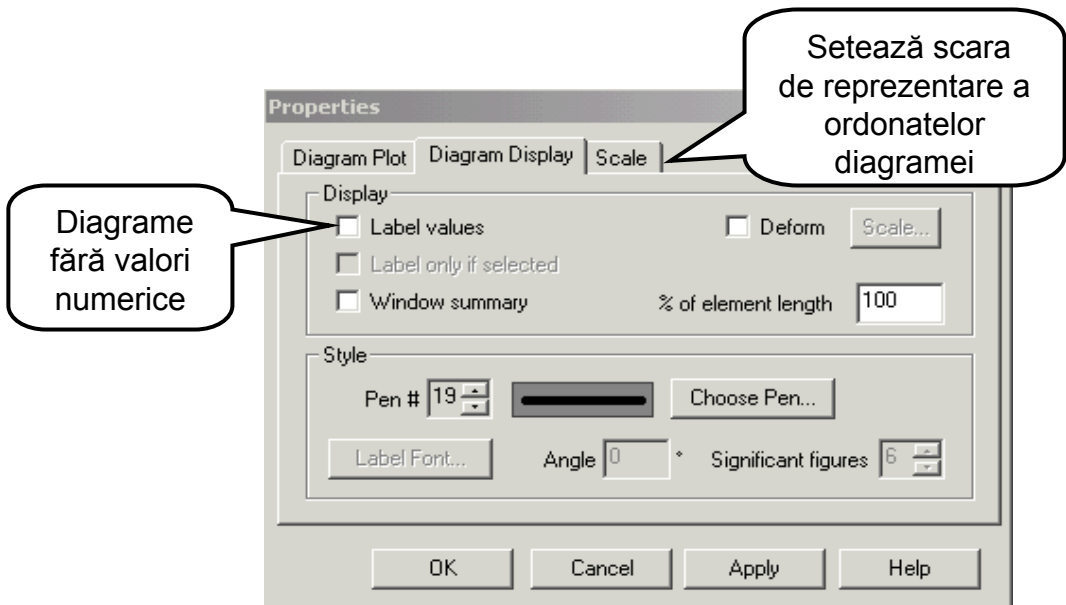 Setează scara
de reprezentare a
ordonatelor
diagramei
Properties
Diagram Plot Diagram Display Scale
Display
Diagrame
fără valori
numerice
Label values Deform Scale...
Label only if selected
Window summary % of element length 100
Style
Pen # 19 Choose Pen...
Label Font... Angle 0 ° Significant figures 6
OK Cancel Apply Help